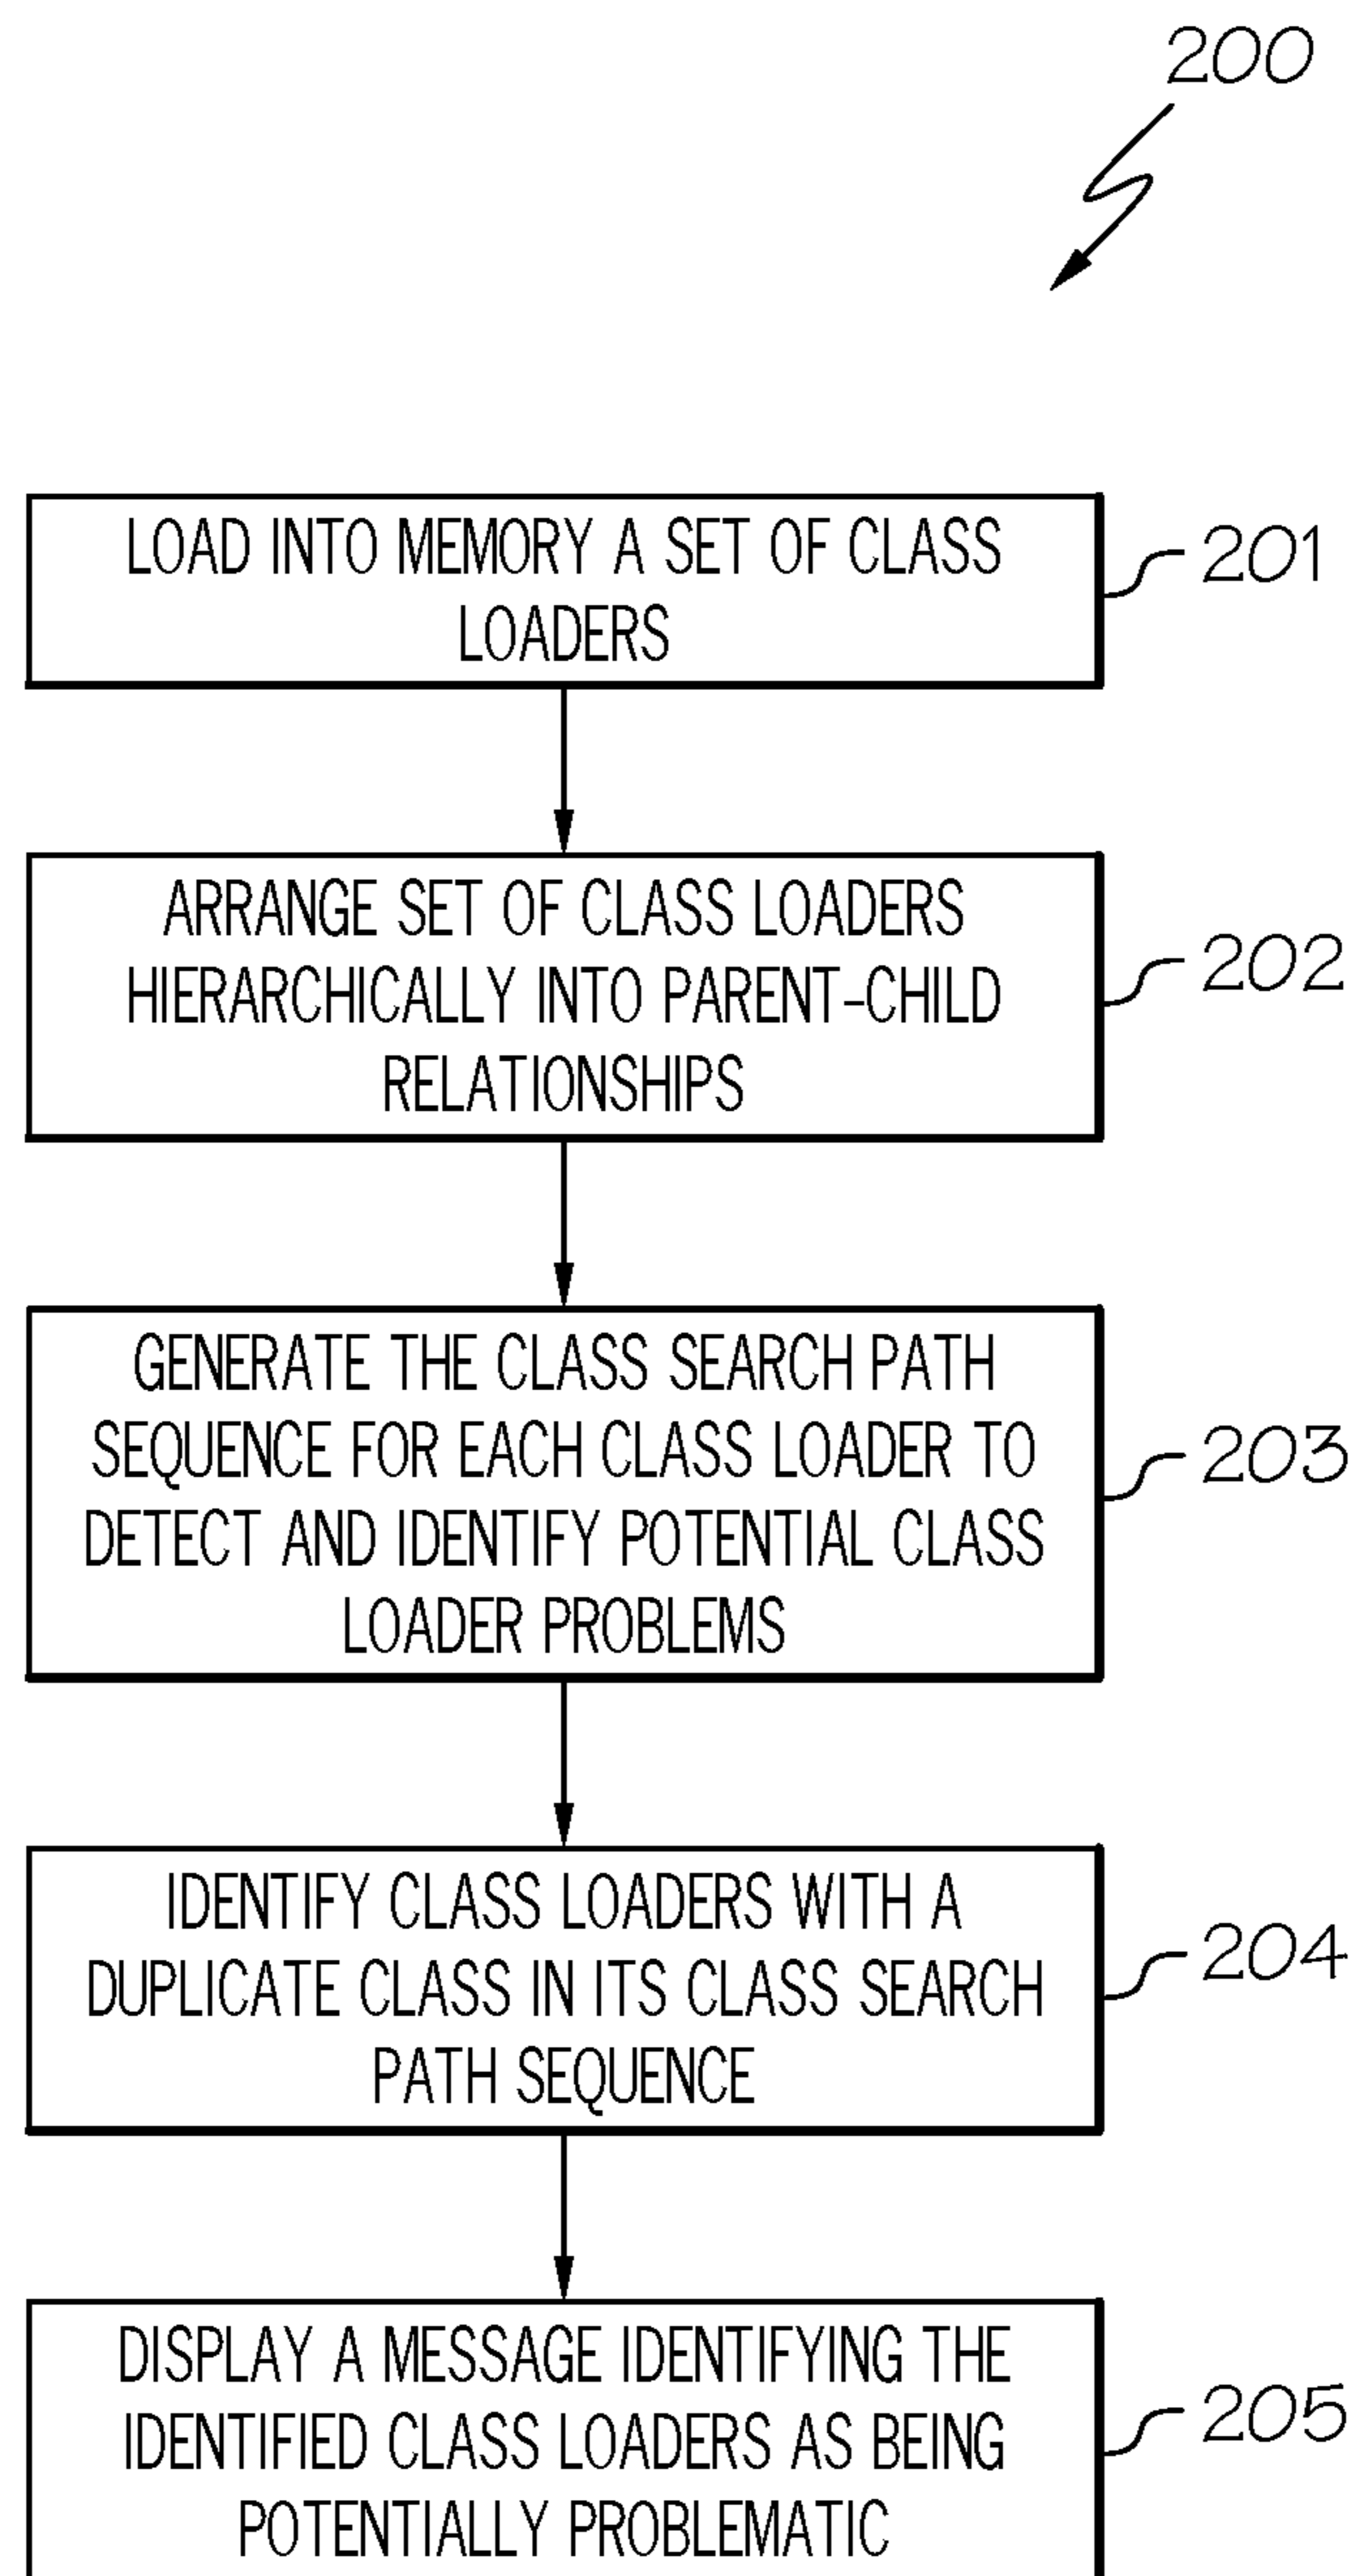 200
LOAD INTO MEMORY A SET OF CLASS
LOADERS
201
ARRANGE SET OF CLASS LOADERS
HIERARCHICALLY INTO PARENT-CHILD
RELATIONSHIPS
202
GENERATE THE CLASS SEARCH PATH
SEQUENCE FOR EACH CLASS LOADER TO
DETECT AND IDENTIFY POTENTIAL CLASS
LOADER PROBLEMS
203
IDENTIFY CLASS LOADERS WITH A
DUPLICATE CLASS IN ITS CLASS SEARCH
PATH SEQUENCE
204
DISPLAY A MESSAGE IDENTIFYING THE
IDENTIFIED CLASS LOADERS AS BEING
POTENTIALLY PROBLEMATIC
205